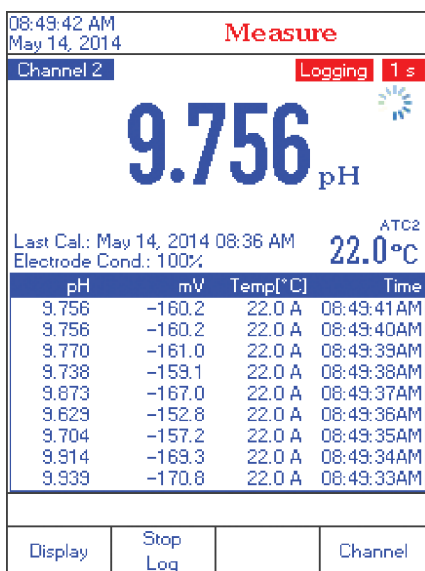 08:49:42 AM
May 14, 2014
Measure
Channel 2
Logging
1 s
9.756 pH
Last Cal.: May 14, 2014 08:36 AM
Electrode Cond.: 100%
ATC2
22.0°C
pH mV Temp[°C] Time
9.756 -160.2 22.0 A 08:49:41AM
9.756 -160.2 22.0 A 08:49:40AM
9.770 -161.0 22.0 A 08:49:39AM
9.738 -159.1 22.0 A 08:49:38AM
9.873 -167.0 22.0 A 08:49:37AM
9.629 -152.8 22.0 A 08:49:36AM
9.704 -157.2 22.0 A 08:49:35AM
9.914 -169.3 22.0 A 08:49:34AM
9.939 -170.8 22.0 A 08:49:33AM
Display
Stop
Log
Channel